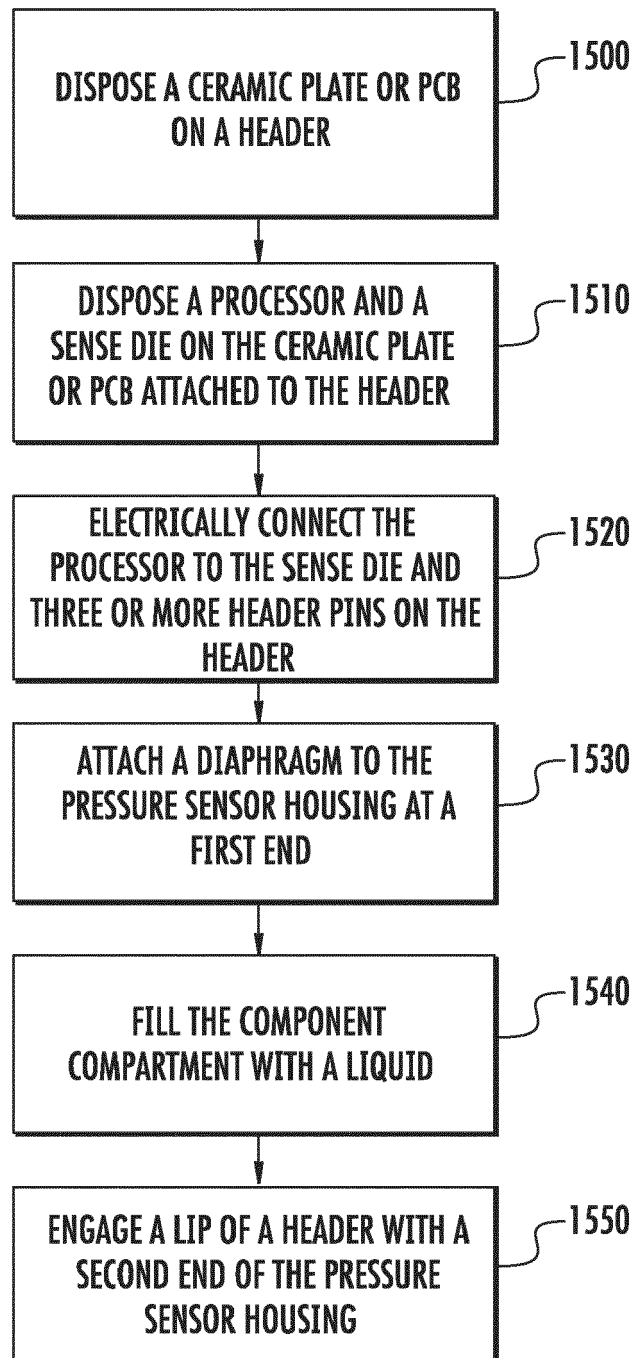 DISPOSE A CERAMIC PLATE OR PCB
ON A HEADER
1500
DISPOSE A PROCESSOR AND A
SENSE DIE ON THE CERAMIC PLATE
OR PCB ATTACHED TO THE HEADER
1510
ELECTRICALLY CONNECT THE
PROCESSOR TO THE SENSE DIE AND
THREE OR MORE HEADER PINS ON THE
HEADER
1520
ATTACH A DIAPHRAGM TO THE
PRESSURE SENSOR HOUSING AT A
FIRST END
1530
FILL THE COMPONENT
COMPARTMENT WITH A LIQUID
1540
ENGAGE A LIP OF A HEADER WITH A
SECOND END OF THE PRESSURE
SENSOR HOUSING
1550